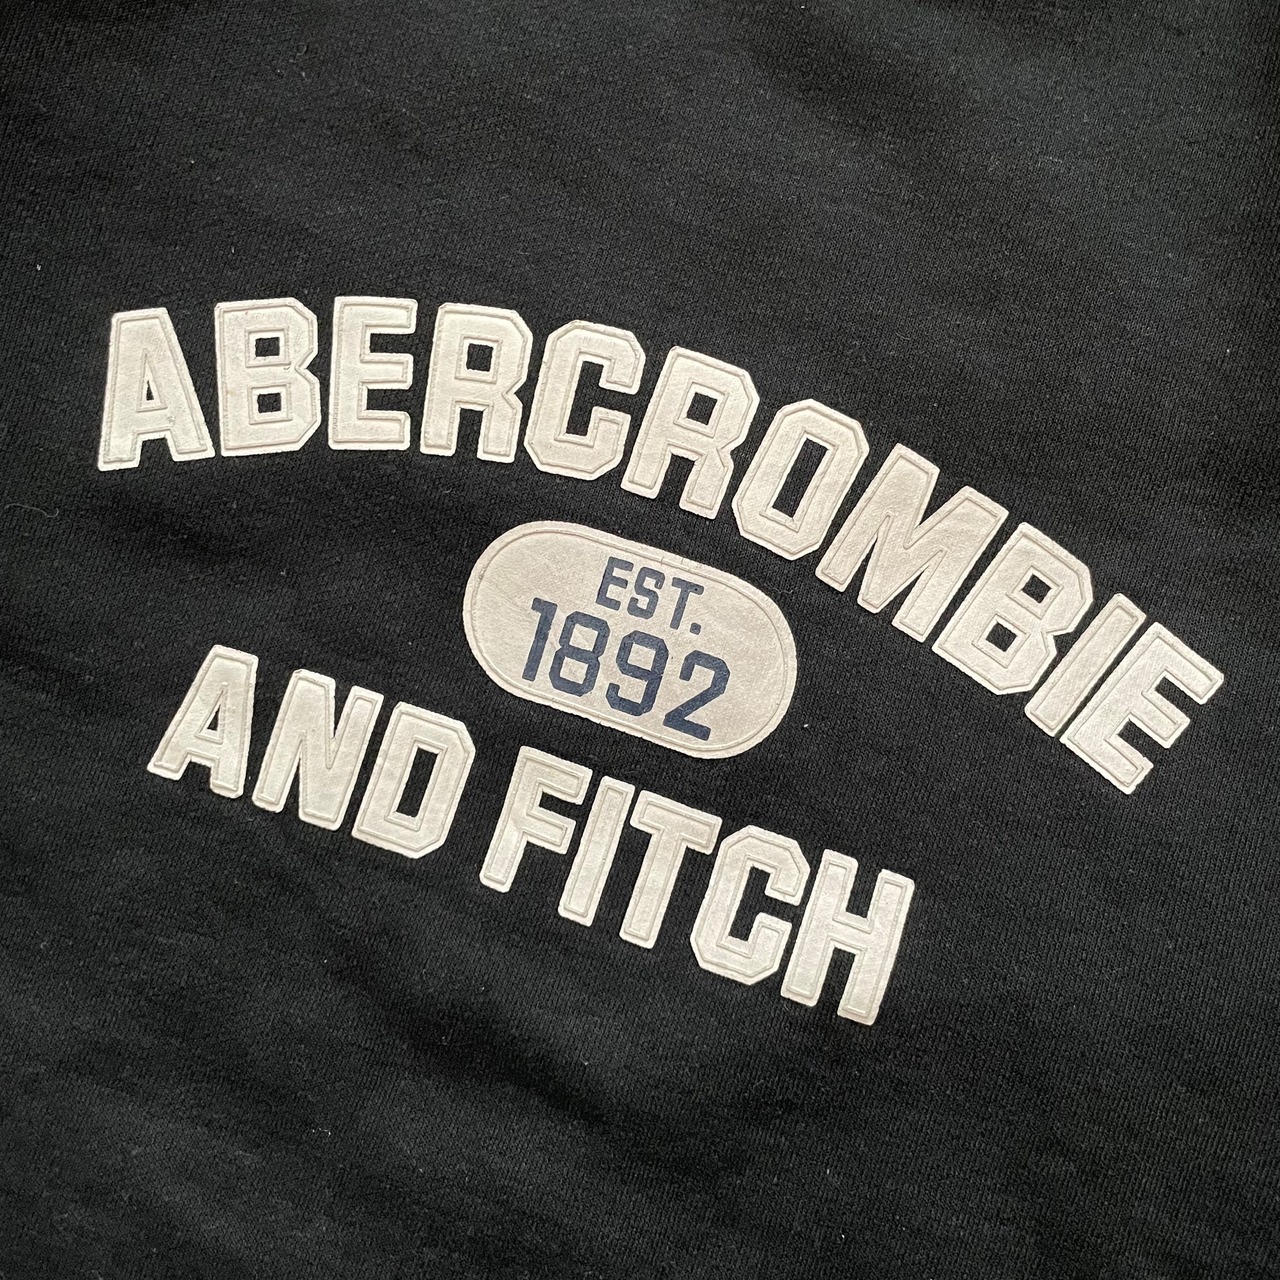 ABERCROMBIE
EST.
1892
AND FITCH